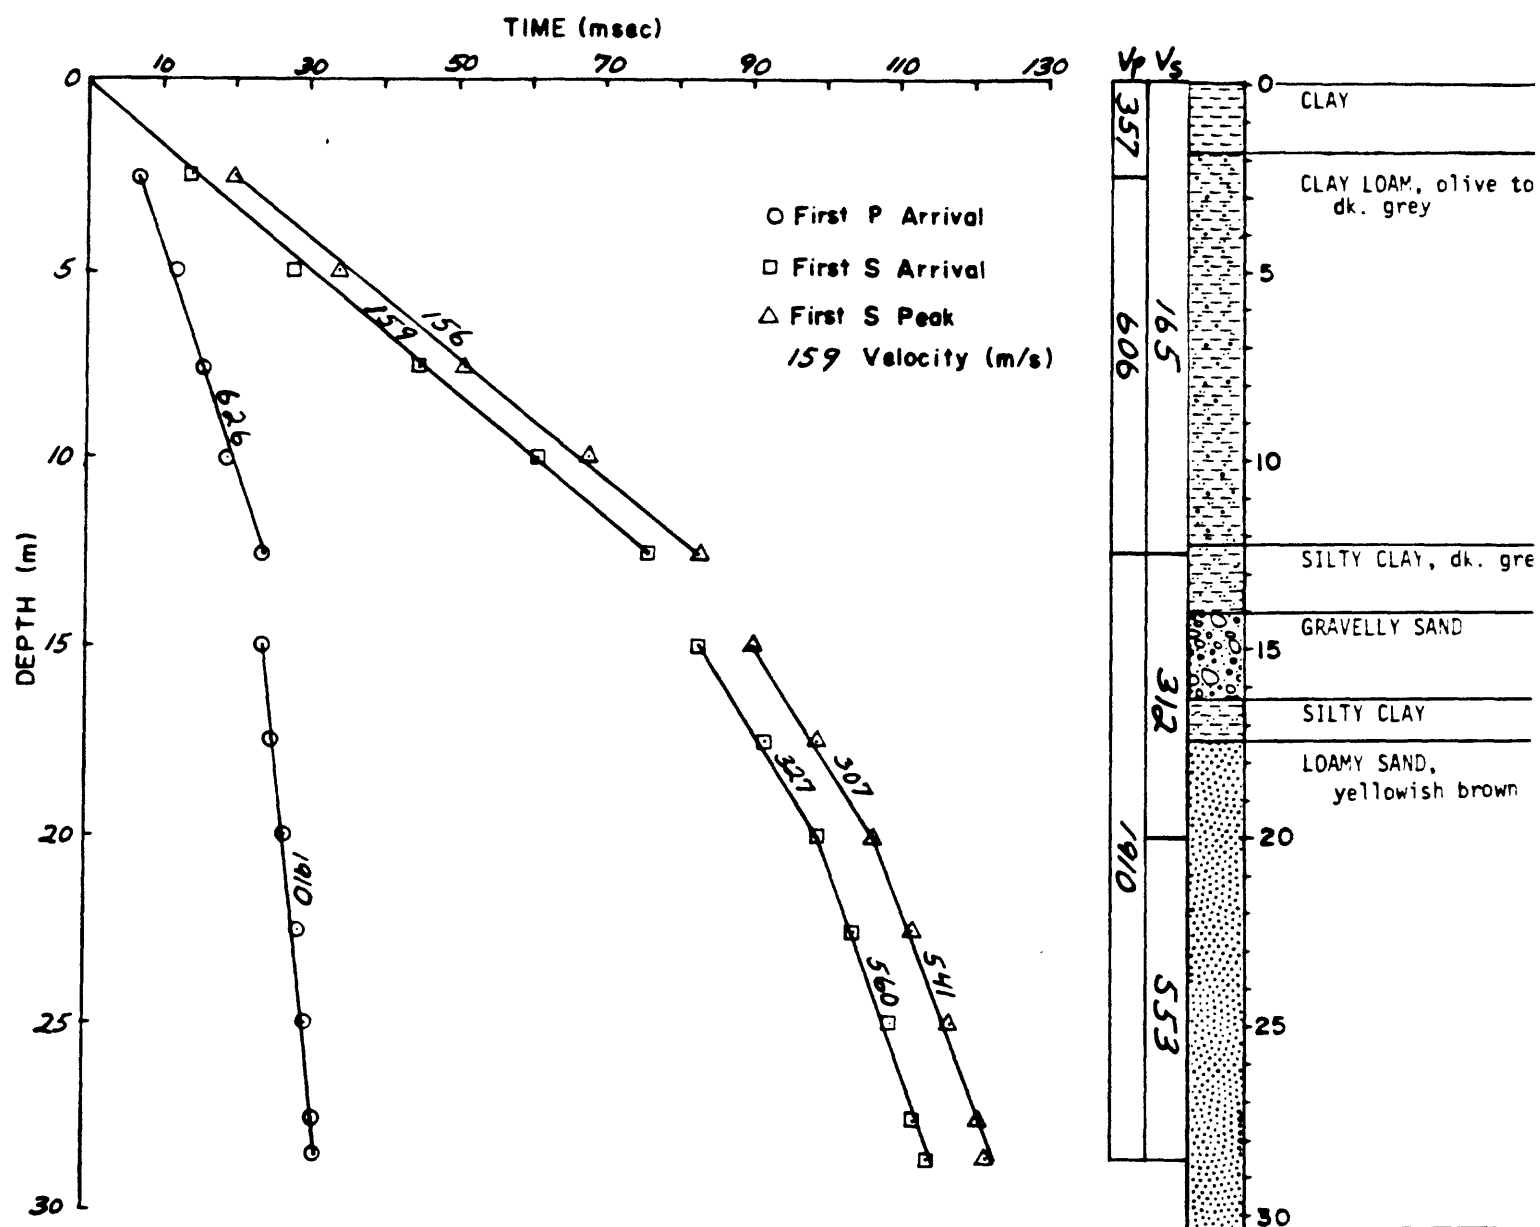 TIME (msec)
10 30 50 70 90 110 130
0
5
10
15
20
25
30
DEPTH (m)
First P Arrival
First S Arrival
First S Peak
159 Velocity (m/s)
626
159
156
1910
327
307
560
541
Vp Vs
357
606
1910
165
312
553
0
5
10
15
20
25
30
CLAY
CLAY LOAM, olive to
dk. grey
SILTY CLAY, dk. gre
GRAVELLY SAND
SILTY CLAY
LOAMY SAND,
yellowish brown